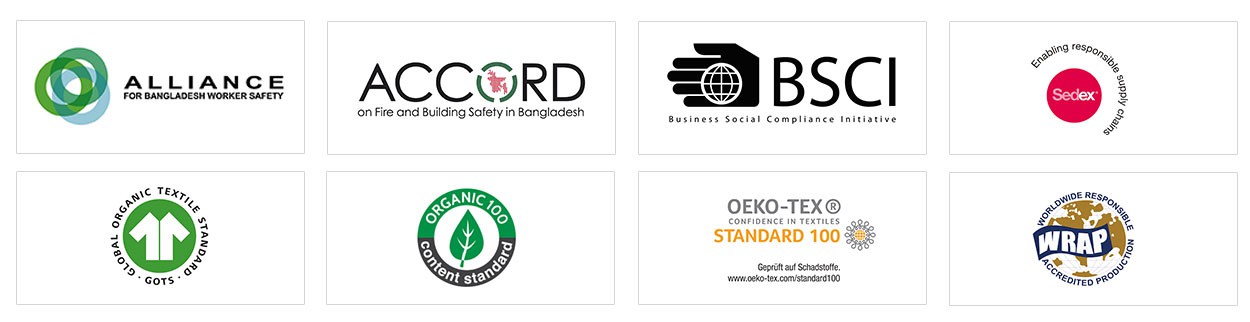 ALLIANCE
FOR BANGLADESH WORKER SAFETY
ACCORD
on Fire and Building Safety in Bangladesh
BSCI
Business Social Compliance Initiative
Enabling responsible supply chains
Sedex®
GLOBAL ORGANIC TEXTILE STANDARD
· GOTS ·
ORGANIC 100
content standard
OEKO-TEX®
CONFIDENCE IN TEXTILES
STANDARD 100
Geprüft auf Schadstoffe.
www.oeko-tex.com/standard100
WORLDWIDE RESPONSIBLE
WRAP
ACCREDITED PRODUCTION